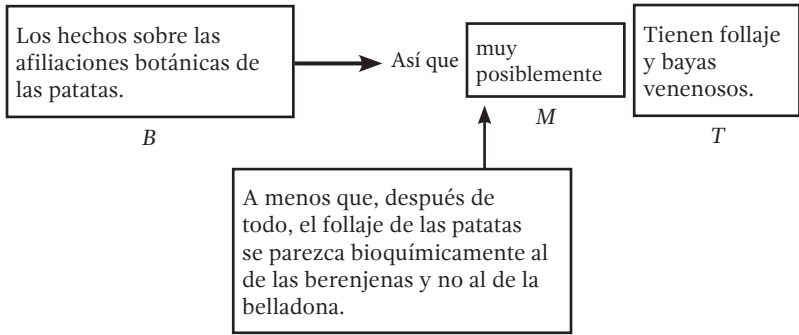 Los hechos sobre las
afiliaciones botánicas de
las patatas.
B
Así que
muy
posiblemente
M
Tienen follaje
y bayas
venenosos.
T
A menos que, después de
todo, el follaje de las patatas
se parezca bioquímicamente al
de las berenjenas y no al de la
belladona.